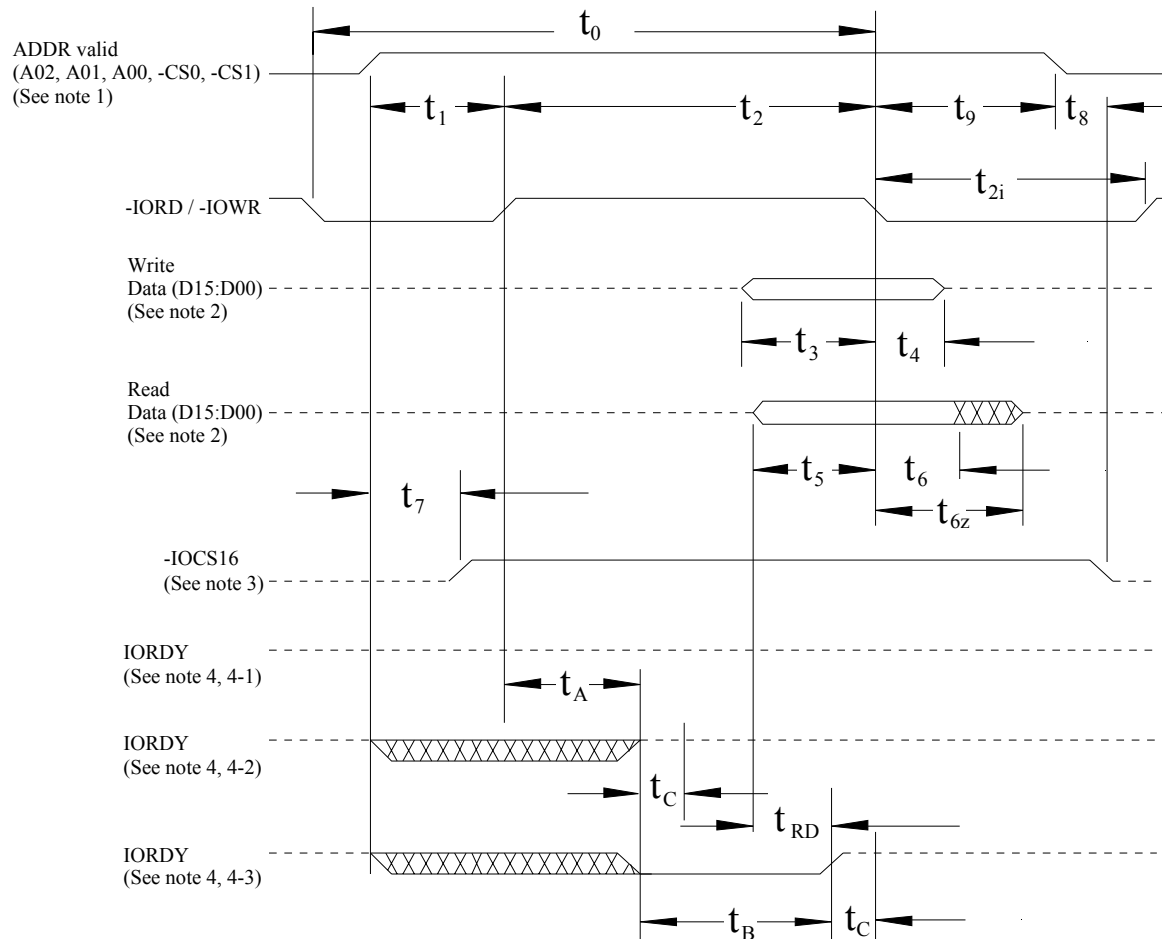 t0
ADDR valid
(A02, A01, A00, -CS0, -CS1)
(See note 1)
t1
t2
t9
t8
t2i
-IORD / -IOWR
Write
Data (D15:D00)
(See note 2)
t3
t4
Read
Data (D15:D00)
(See note 2)
t5
t6
t7
t6z
-IOCS16
(See note 3)
IORDY
(See note 4, 4-1)
tA
IORDY
(See note 4, 4-2)
tC
tRD
IORDY
(See note 4, 4-3)
tB
tC